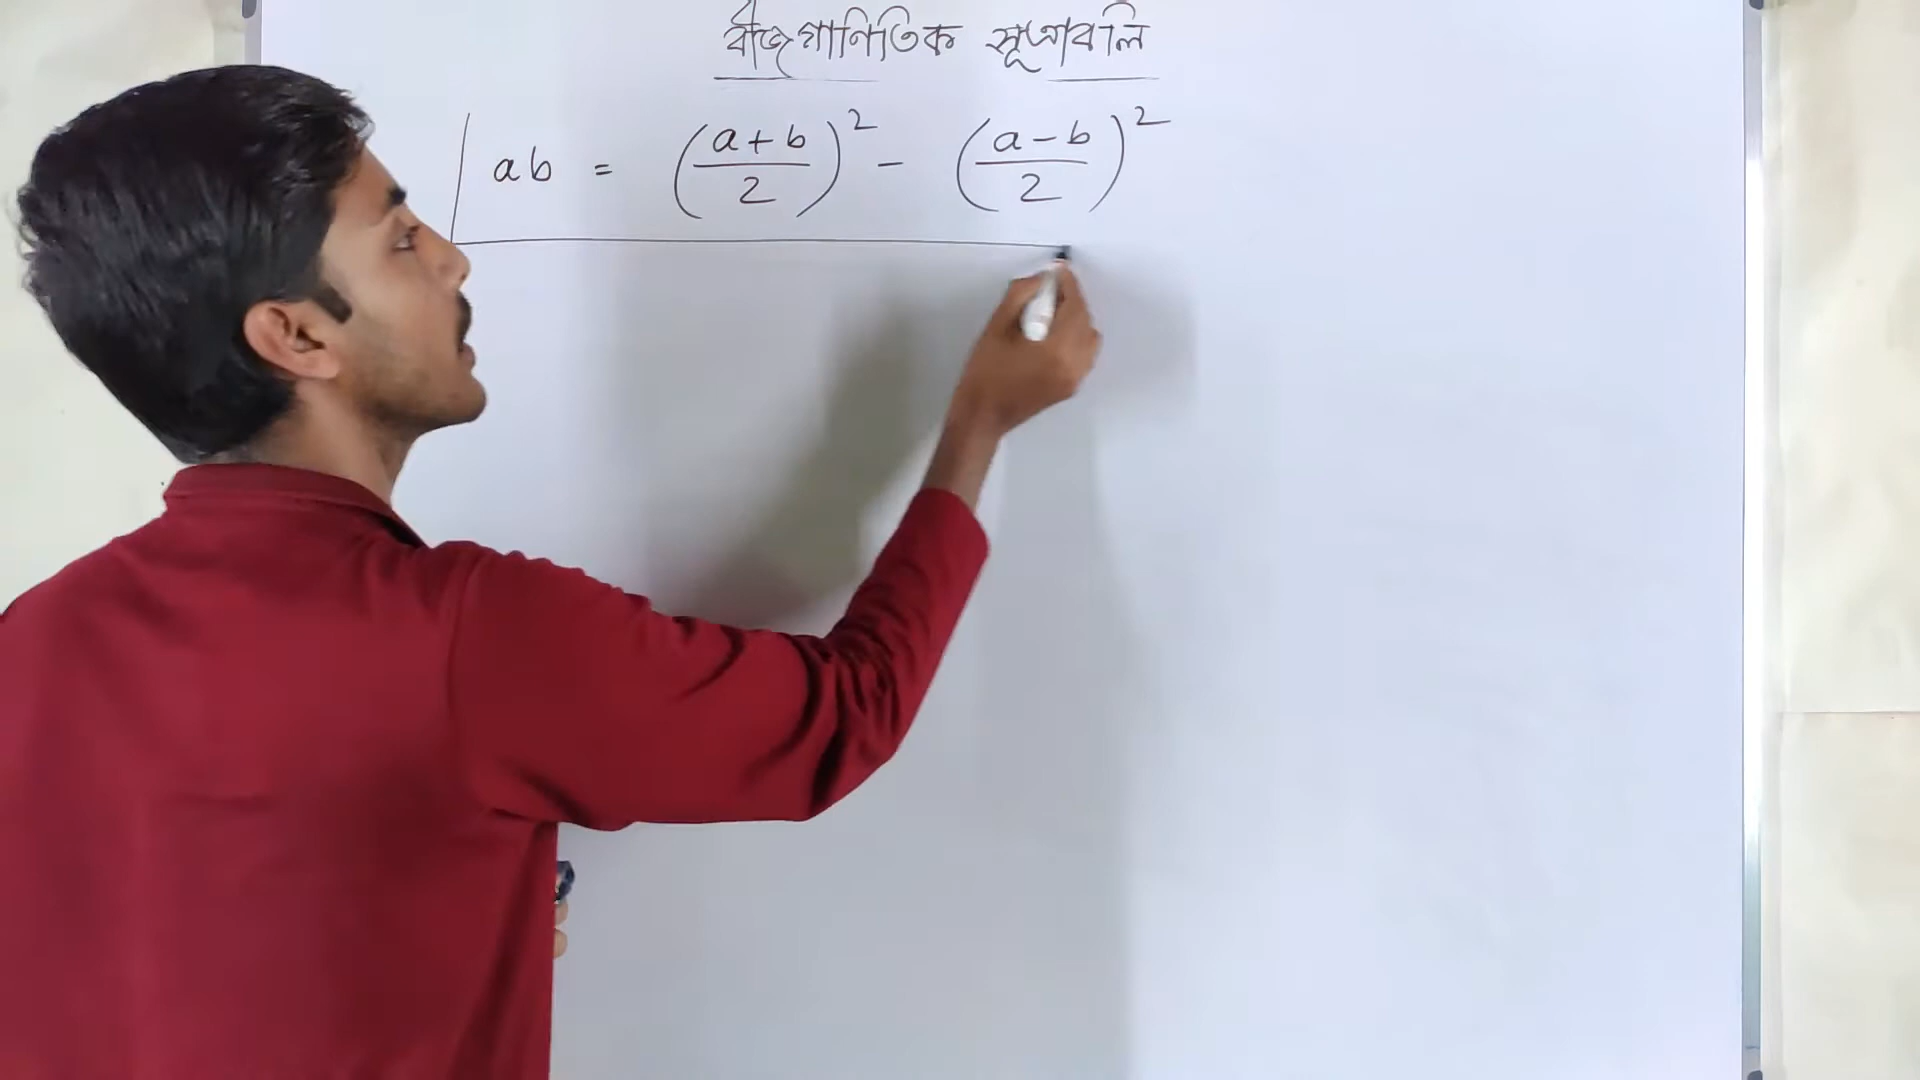 বীজগানিতিক সূত্রাবলি
ab = (a+b/2)² - (a-b/2)²